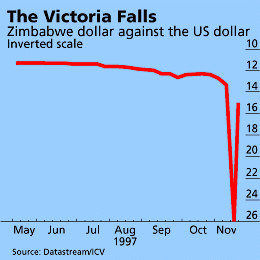 The Victoria Falls
Zimbabwe dollar against the US dollar
Inverted scale
10
12
14
16
18
20
22
24
26
May Jun Jul Aug Sep Oct Nov
1997
Source: Datastream/ICV